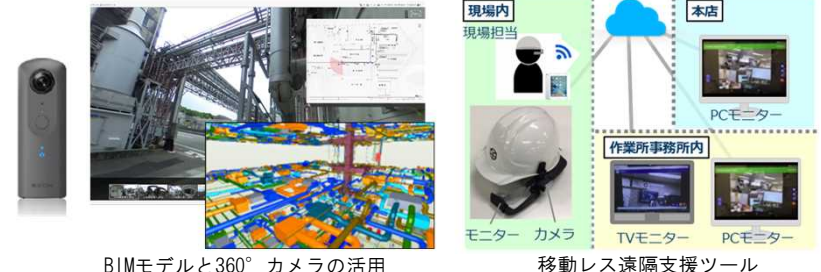 現場内
現場担当
本店
PCモニター
作業所事務所内
モニター カメラ
TVモニター
PCモニター
BIMモデルと360°カメラの活用
移動レス遠隔支援ツール